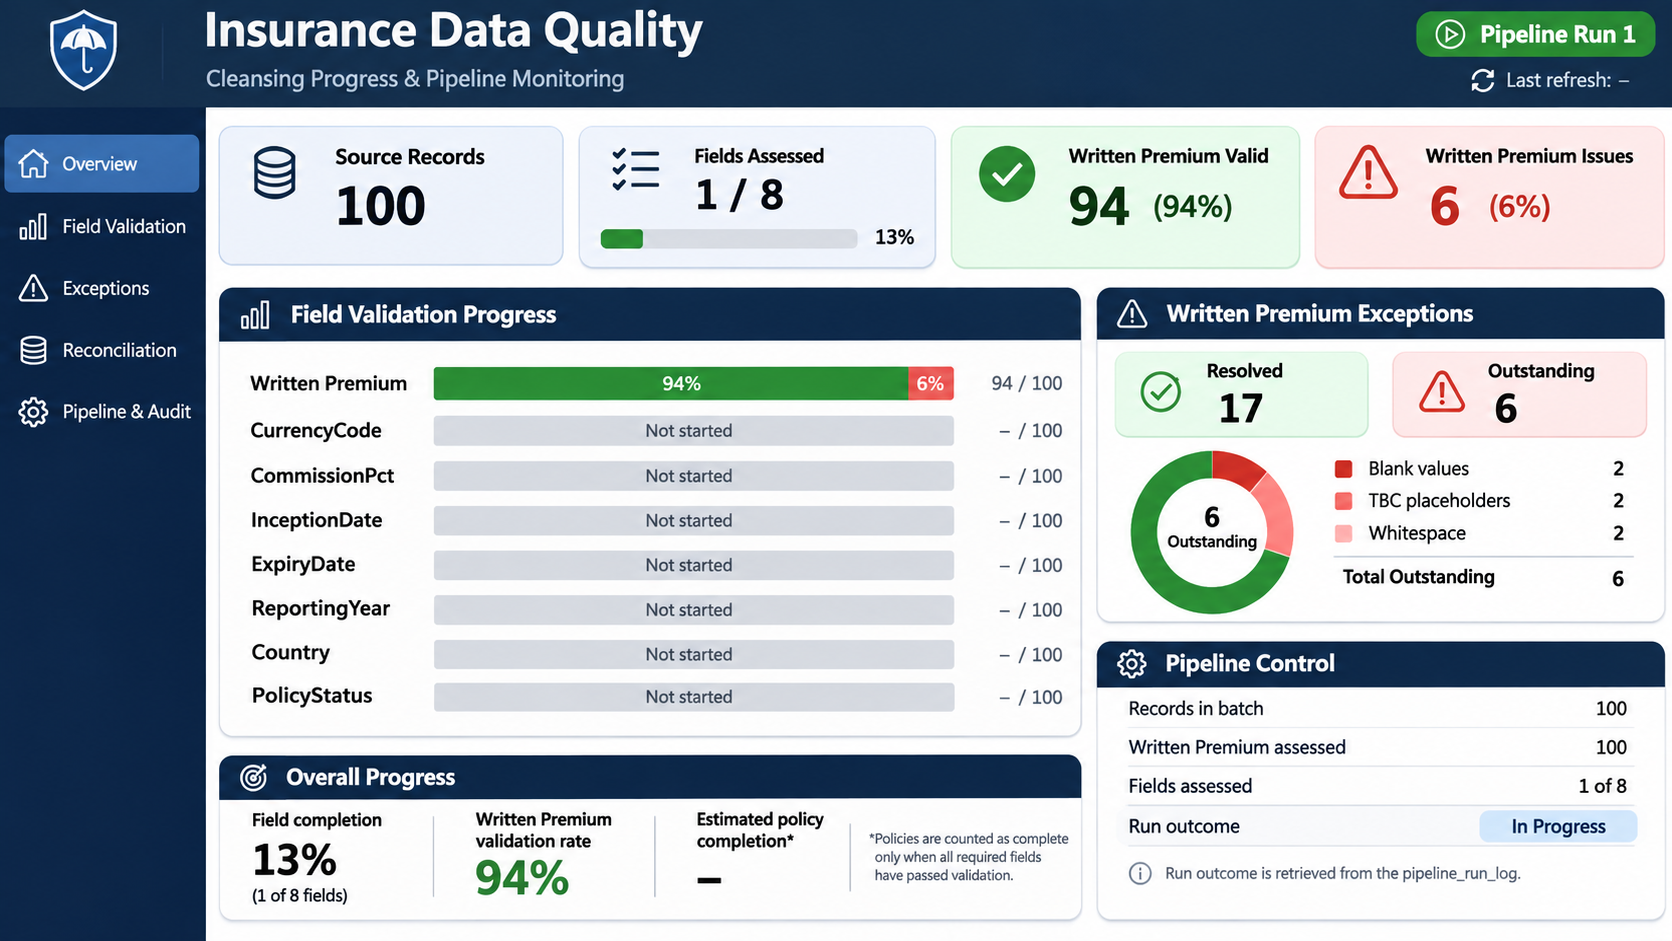 Insurance Data Quality
Cleansing Progress & Pipeline Monitoring
Pipeline Run 1
Last refresh: –
Overview
Field Validation
Exceptions
Reconciliation
Pipeline & Audit
Source Records
100
Fields Assessed
1 / 8
13%
Written Premium Valid
94 (94%)
Written Premium Issues
6 (6%)
Field Validation Progress
Written Premium 94% 6% 94 / 100
CurrencyCode Not started – / 100
CommissionPct Not started – / 100
InceptionDate Not started – / 100
ExpiryDate Not started – / 100
ReportingYear Not started – / 100
Country Not started – / 100
PolicyStatus Not started – / 100
Written Premium Exceptions
Resolved
17
Outstanding
6
6
Outstanding
Blank values 2
TBC placeholders 2
Whitespace 2
Total Outstanding 6
Overall Progress
Field completion
13%
(1 of 8 fields)
Written Premium
validation rate
94%
Estimated policy
completion*
–
*Policies are counted as complete
only when all required fields
have passed validation.
Pipeline Control
Records in batch 100
Written Premium assessed 100
Fields assessed 1 of 8
Run outcome In Progress
Run outcome is retrieved from the pipeline_run_log.